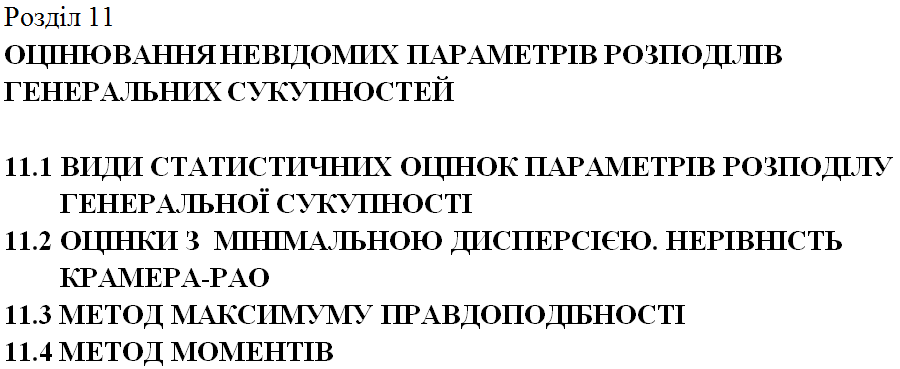 Розділ 11
ОЦІНЮВАННЯ НЕВІДОМИХ ПАРАМЕТРІВ РОЗПОДІЛІВ
ГЕНЕРАЛЬНИХ СУКУПНОСТЕЙ
11.1 ВИДИ СТАТИСТИЧНИХ ОЦІНОК ПАРАМЕТРІВ РОЗПОДІЛУ
ГЕНЕРАЛЬНОЇ СУКУПНОСТІ
11.2 ОЦІНКИ З МІНІМАЛЬНОЮ ДИСПЕРСІЄЮ. НЕРІВНІСТЬ
КРАМЕРА-РАО
11.3 МЕТОД МАКСИМУМУ ПРАВДОПОДІБНОСТІ
11.4 МЕТОД МОМЕНТІВ